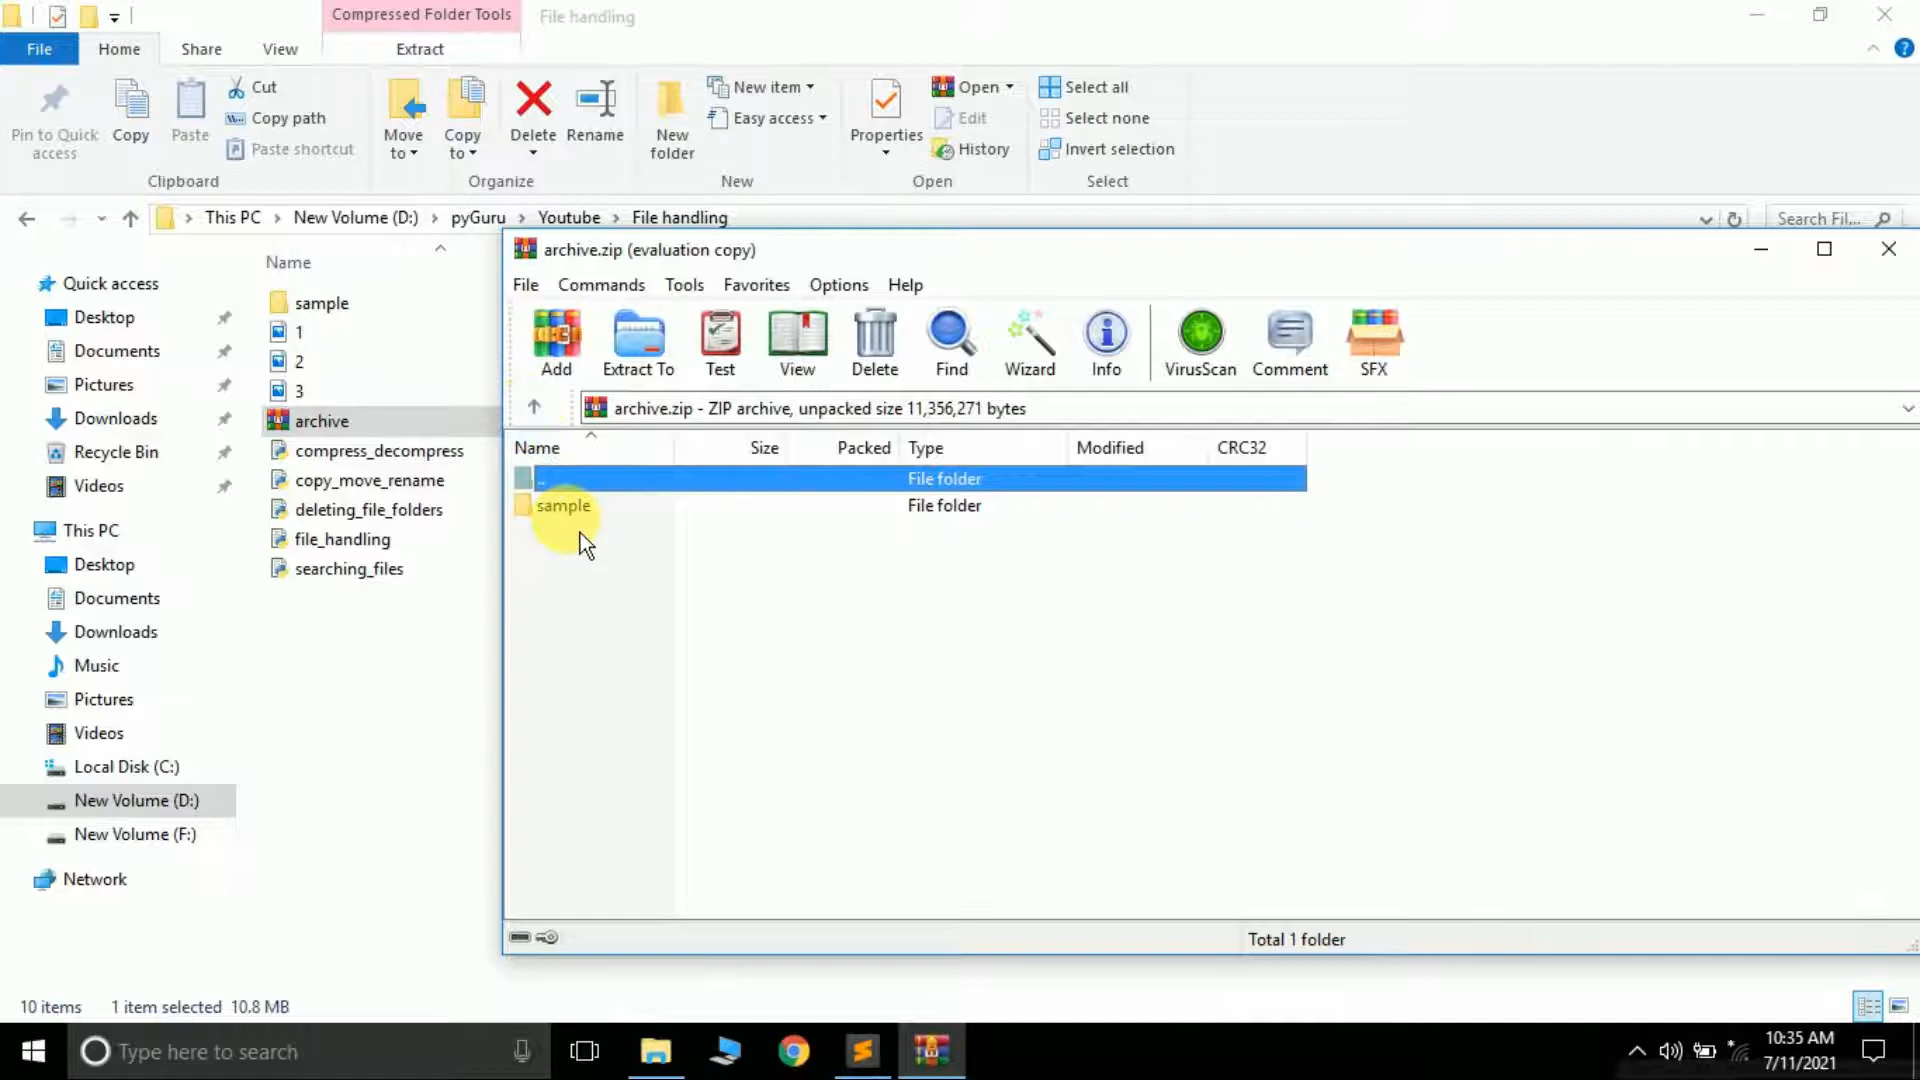 Compressed Folder Tools
File handling
File
Home
Share
View
Extract
Pin to Quick access
Copy
Paste
Cut
Copy path
Paste shortcut
Clipboard
Move to
Copy to
Delete
Rename
Organize
New folder
New item
Easy access
New
Properties
Open
Edit
History
Open
Select all
Select none
Invert selection
Select
This PC > New Volume (D:) > pyGuru > Youtube > File handling
Search Fil...
Quick access
Desktop
Documents
Pictures
Downloads
Recycle Bin
Videos
This PC
Desktop
Documents
Downloads
Music
Pictures
Videos
Local Disk (C:)
New Volume (D:)
New Volume (F:)
Network
Name
sample
1
2
3
archive
compress_decompress
copy_move_rename
deleting_file_folders
file_handling
searching_files
archive.zip (evaluation copy)
File Commands Tools Favorites Options Help
Add
Extract To
Test
View
Delete
Find
Wizard
Info
VirusScan
Comment
SFX
archive.zip - ZIP archive, unpacked size 11,356,271 bytes
Name Size Packed Type Modified CRC32
.. File folder
sample File folder
Total 1 folder
10 items 1 item selected 10.8 MB
Type here to search
10:35 AM
7/11/2021